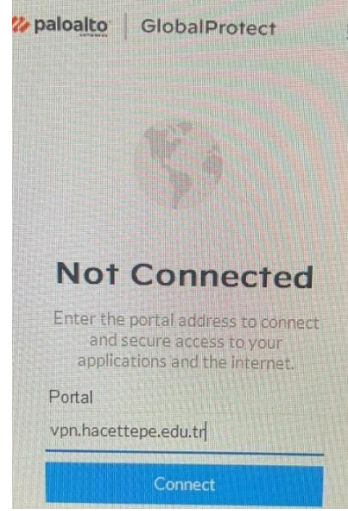 paloalto GlobalProtect
Not Connected
Enter the portal address to connect
and secure access to your
applications and the internet.
Portal
vpn.hacettepe.edu.tr
Connect